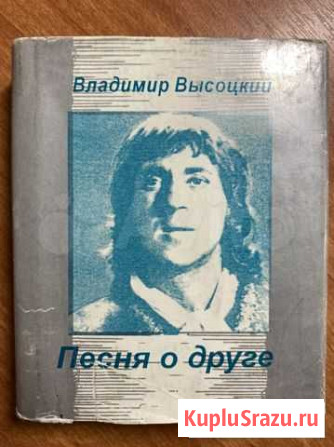 Владимир Высоцкий
Песня о друге
KupluSrazu.ru